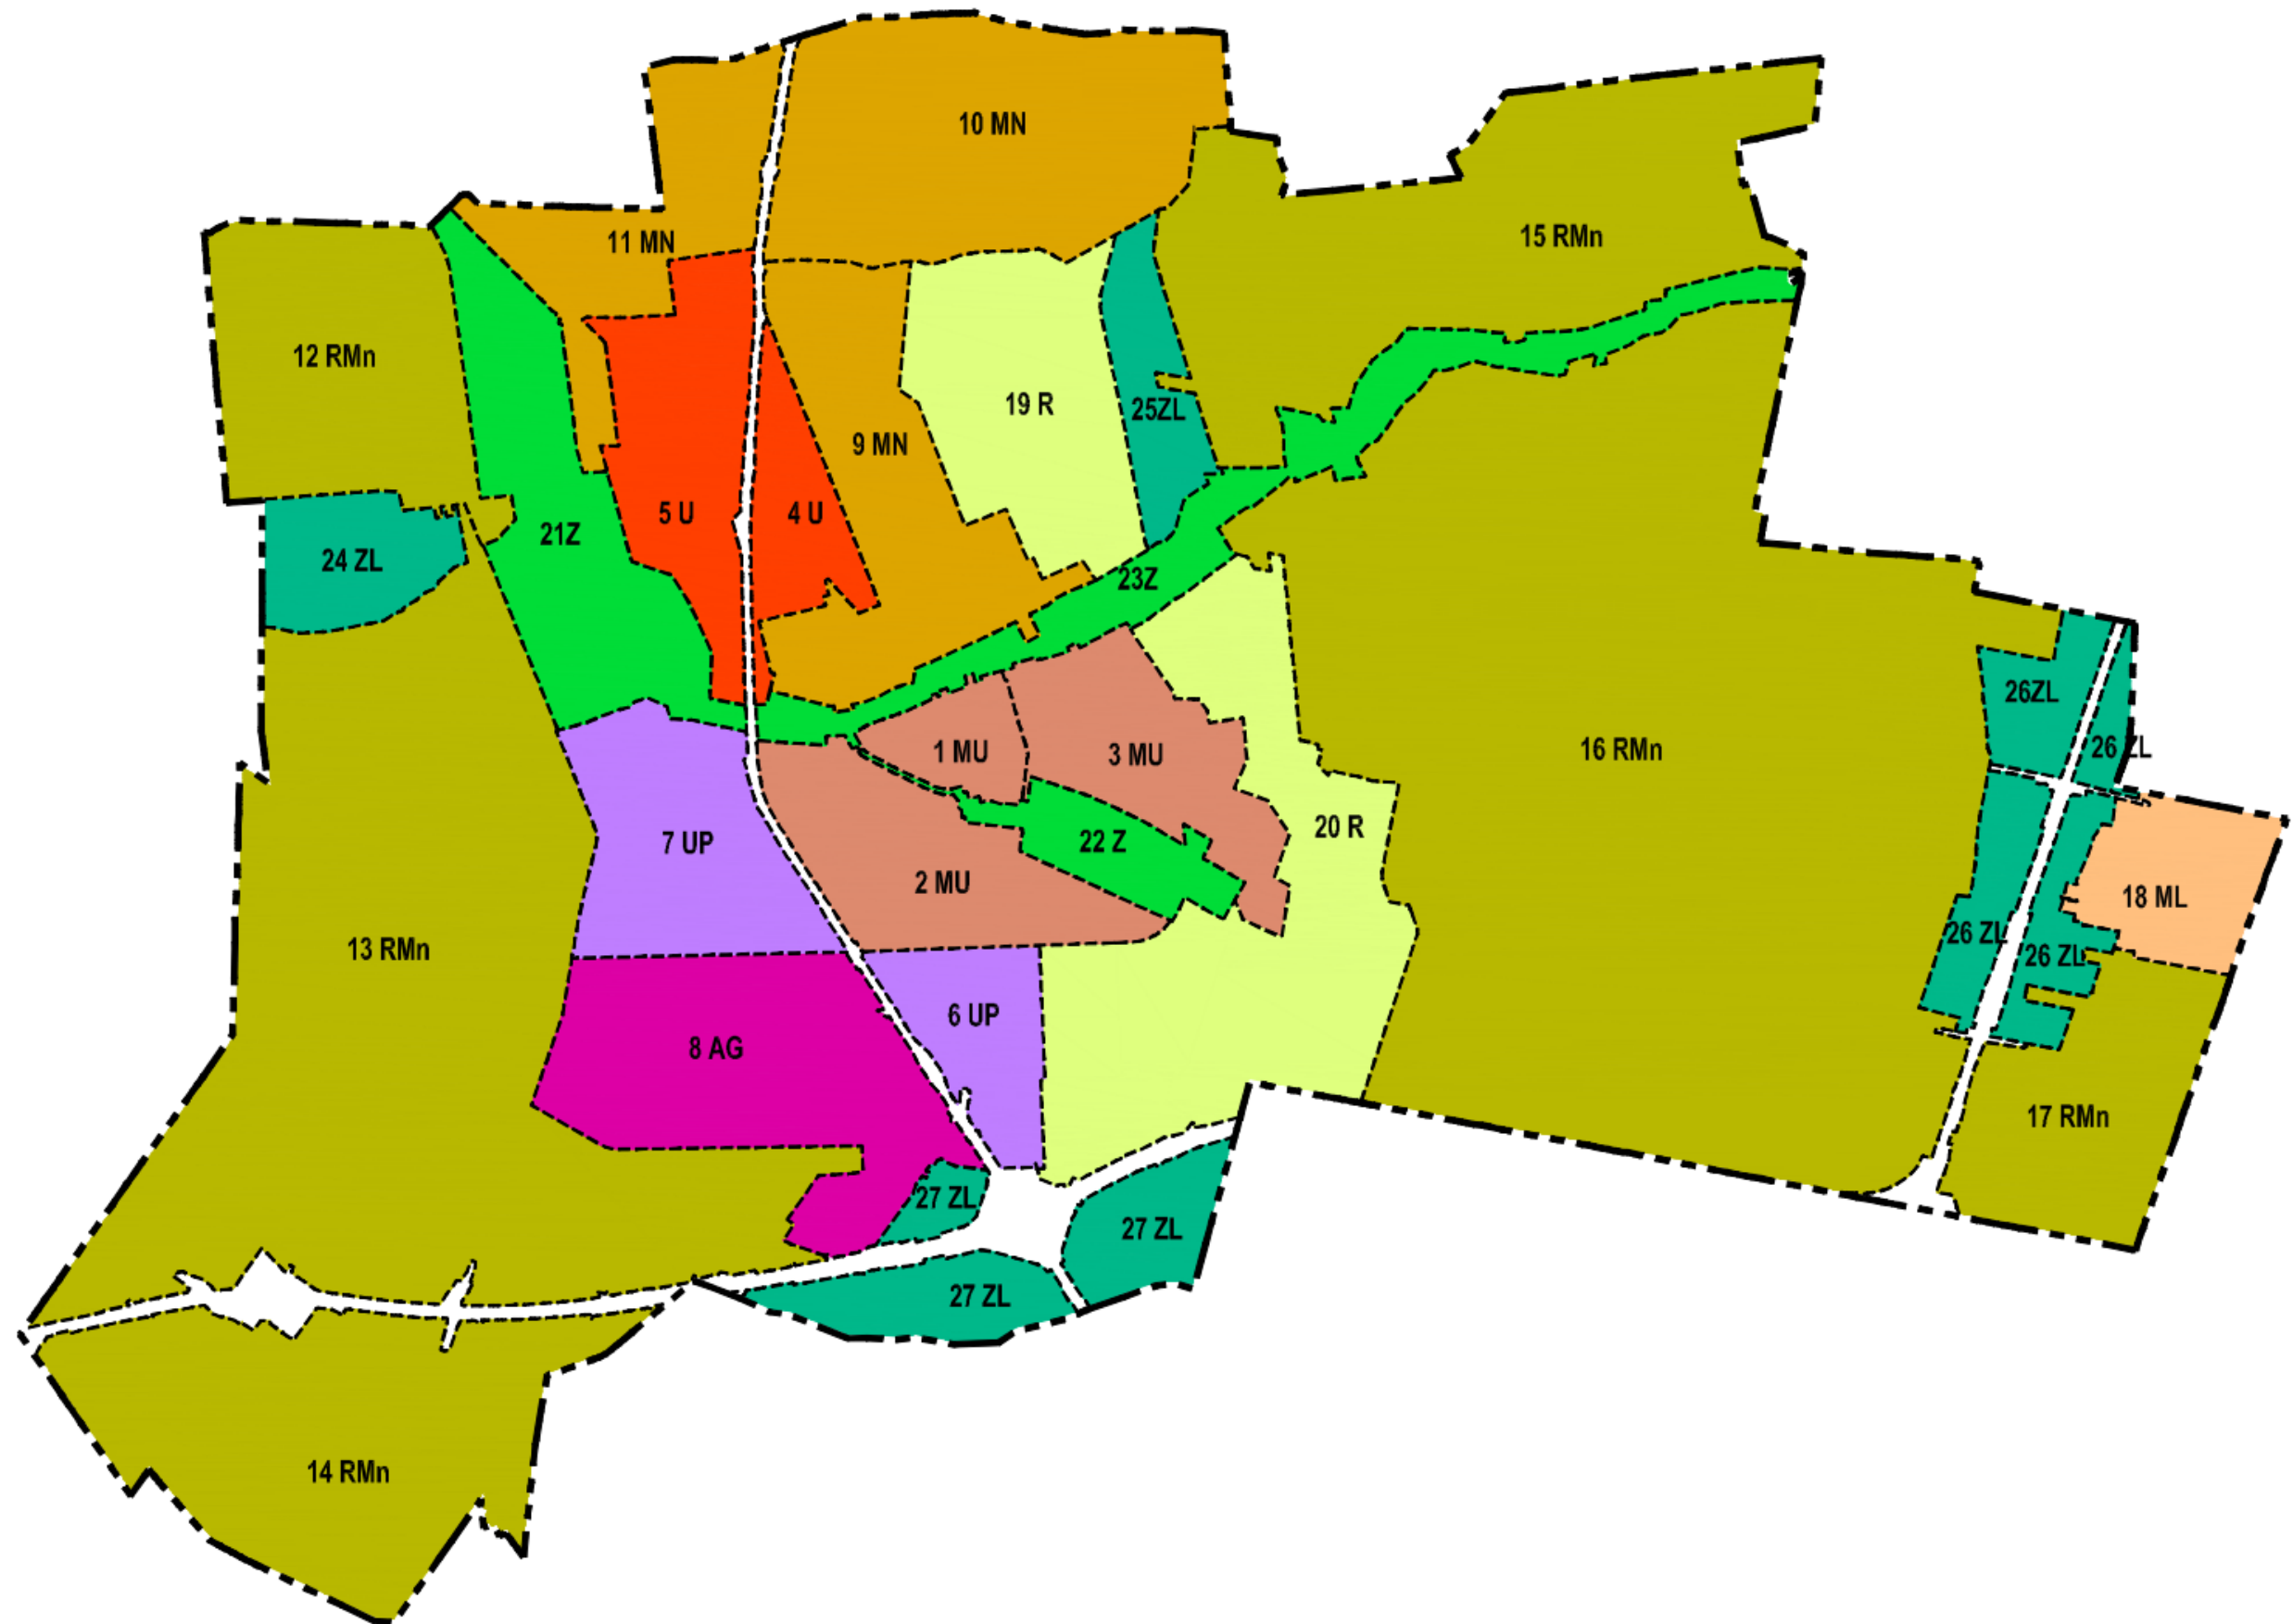 10 MN
15 RMn
11 MN
12 RMn
19 R
25ZL
9 MN
5 U
4 U
21Z
24 ZL
23Z
26ZL
26 ZL
1 MU
3 MU
16 RMn
20 R
7 UP
22 Z
2 MU
18 ML
13 RMn
26 ZL
26 ZL
6 UP
8 AG
17 RMn
27 ZL
27 ZL
27 ZL
14 RMn